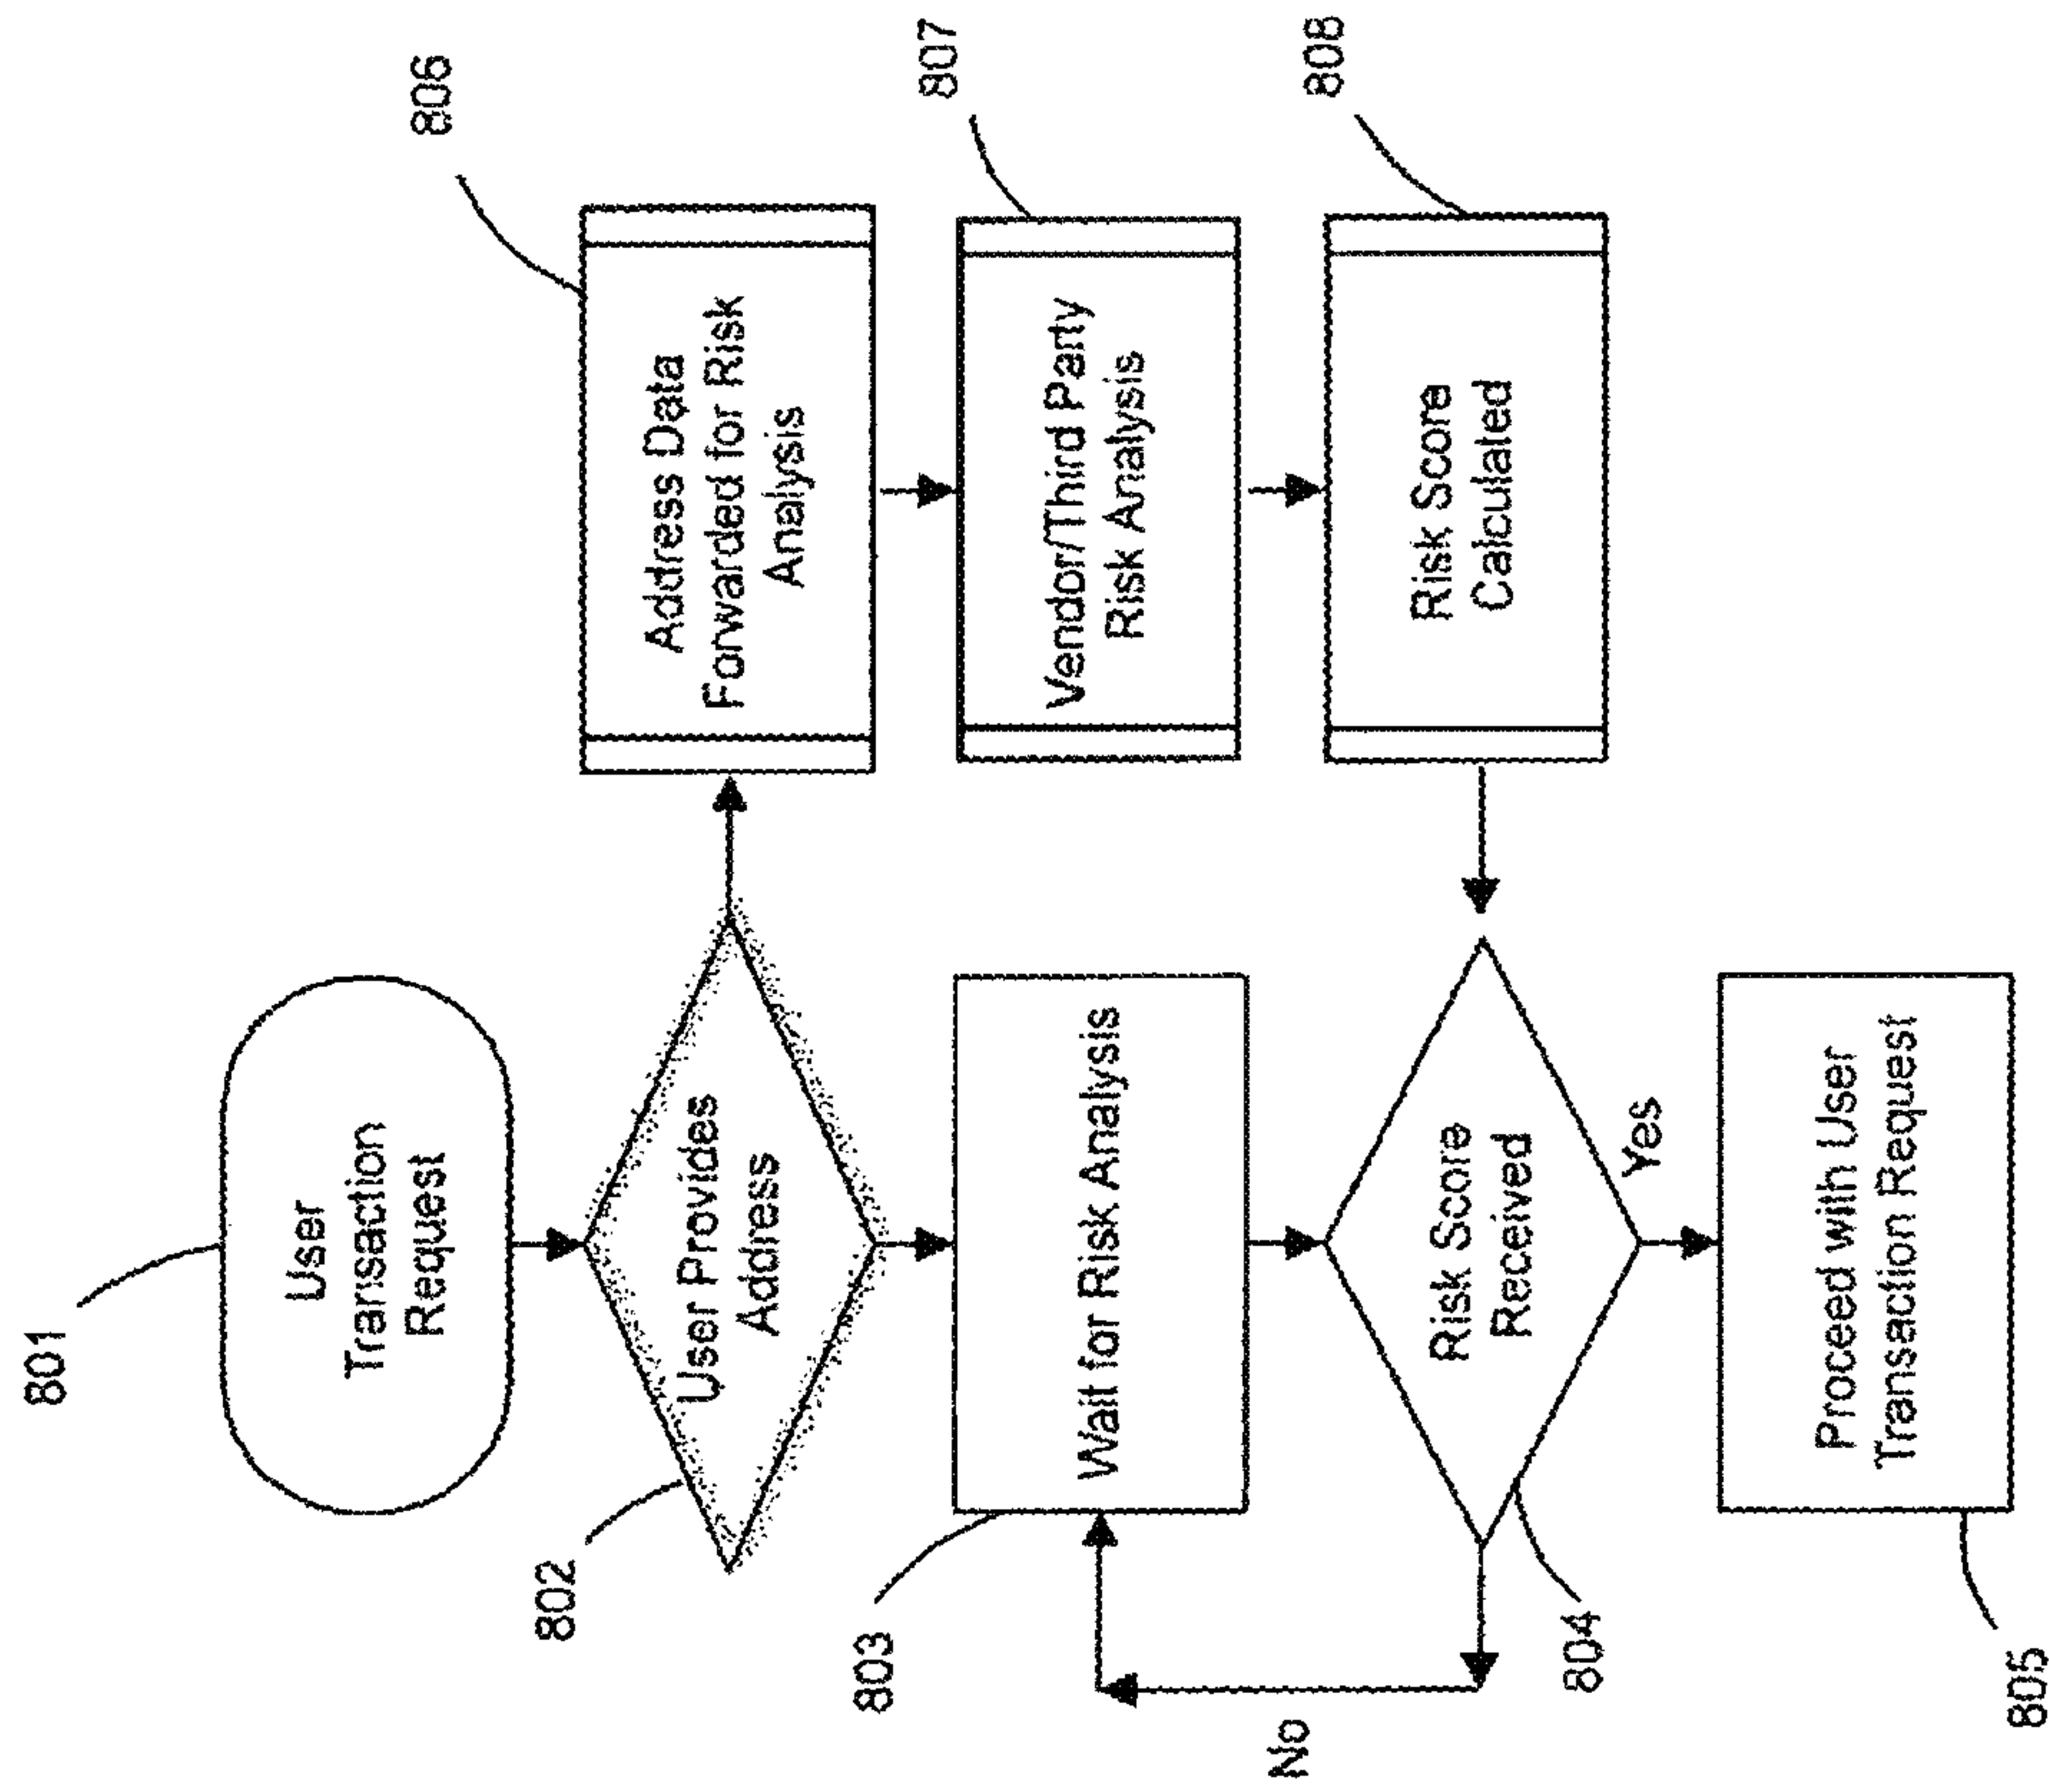 801
User
Transaction
Request
802
User Provides
Address
806
Address Data
Forwarded for Risk
Analysis
803
Wait for Risk Analysis
807
Vendor/Third Party
Risk Analysis
No
804
Risk Score
Received
Yes
808
Risk Score
Calculated
805
Proceed with User
Transaction Request